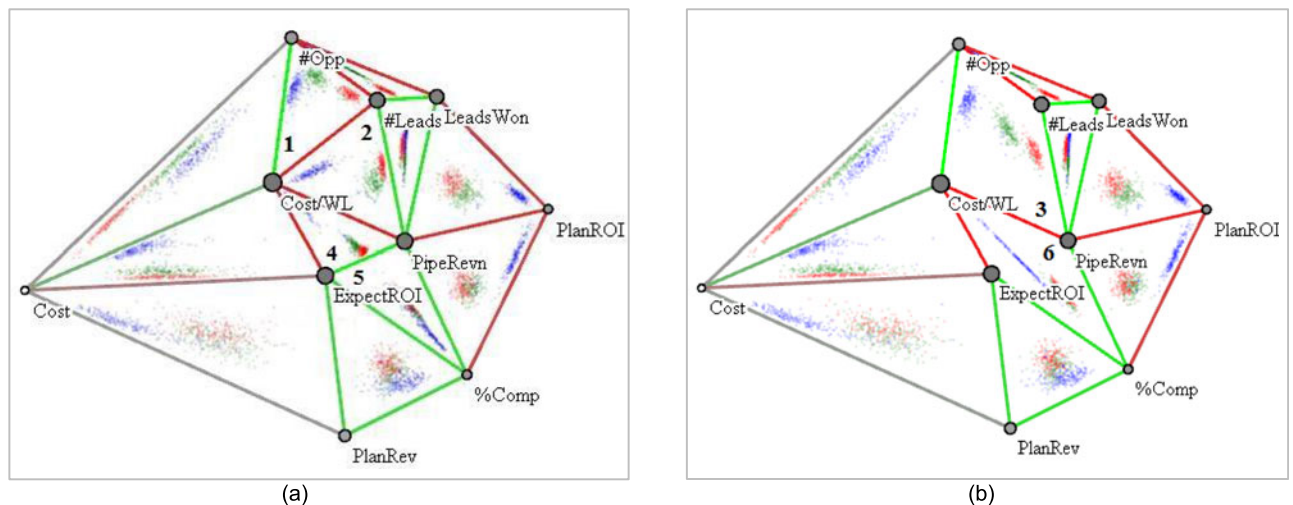 #Opp
LeadsWon
#Leads
1
2
Cost/WL
PlanROI
4
PipeRevn
5
ExpectROI
Cost
%Comp
PlanRev
(a)
#Opp
LeadsWon
#Leads
Cost/WL
3
PlanROI
6
PipeRevn
ExpectROI
Cost
%Comp
PlanRev
(b)